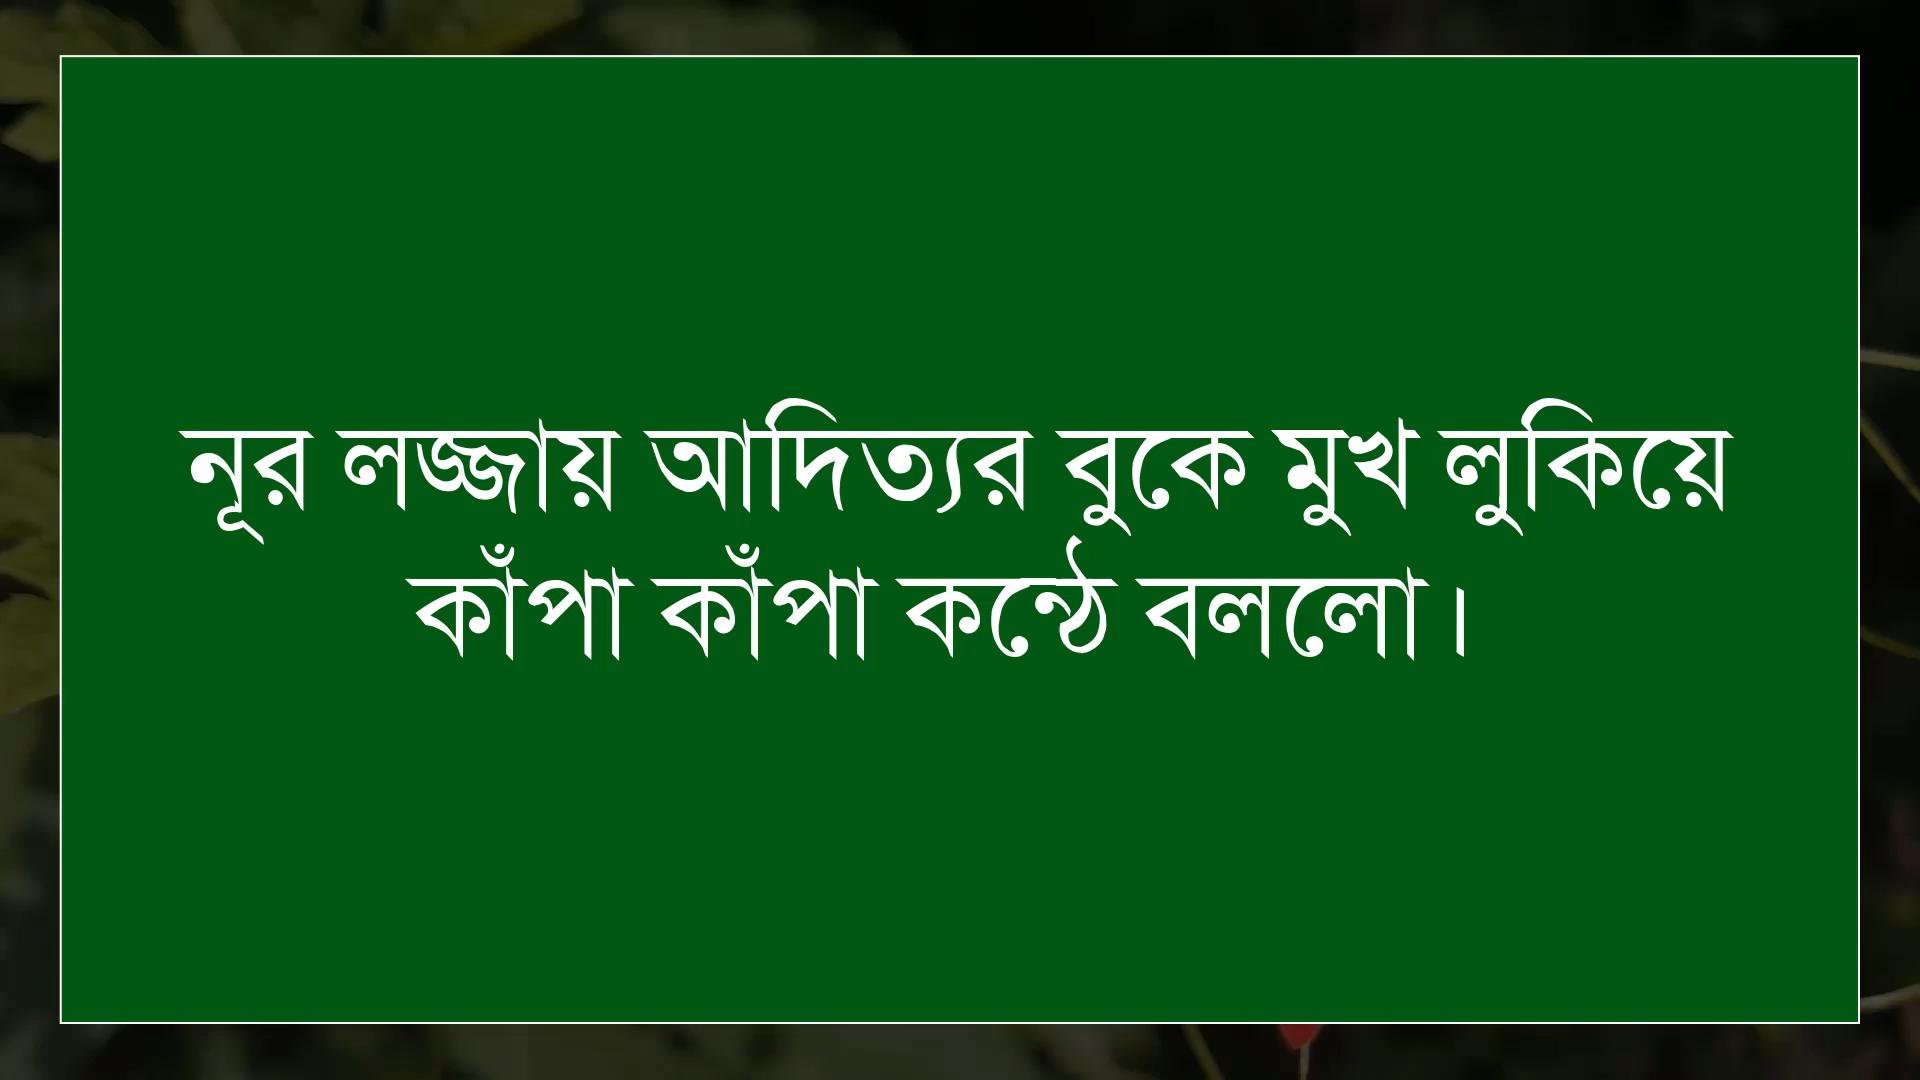 নূর লজ্জায় আদিত্যর বুকে মুখ লুকিয়ে
কাঁপা কাঁপা কন্ঠে বললো।